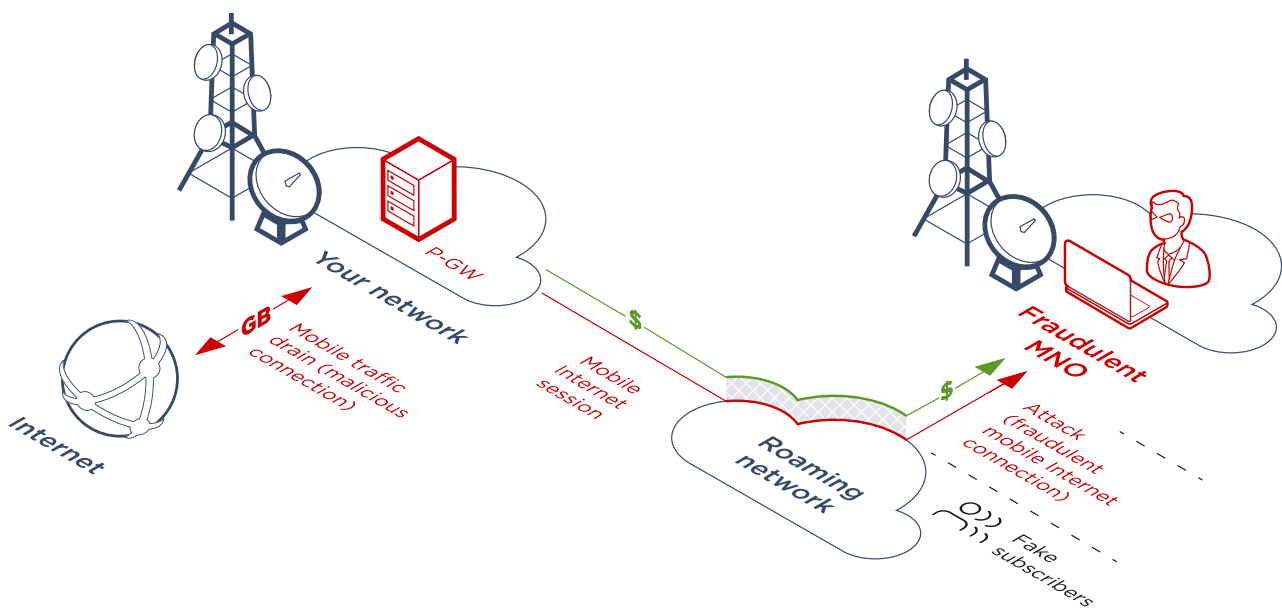 P-GW
Your network
GB
Mobile traffic
drain (malicious
connection)
Internet
$
Mobile
Internet
session
Roaming
network
$
Fraudulent
MNO
Attack
(fraudulent
mobile Internet
connection)
Fake
subscribers